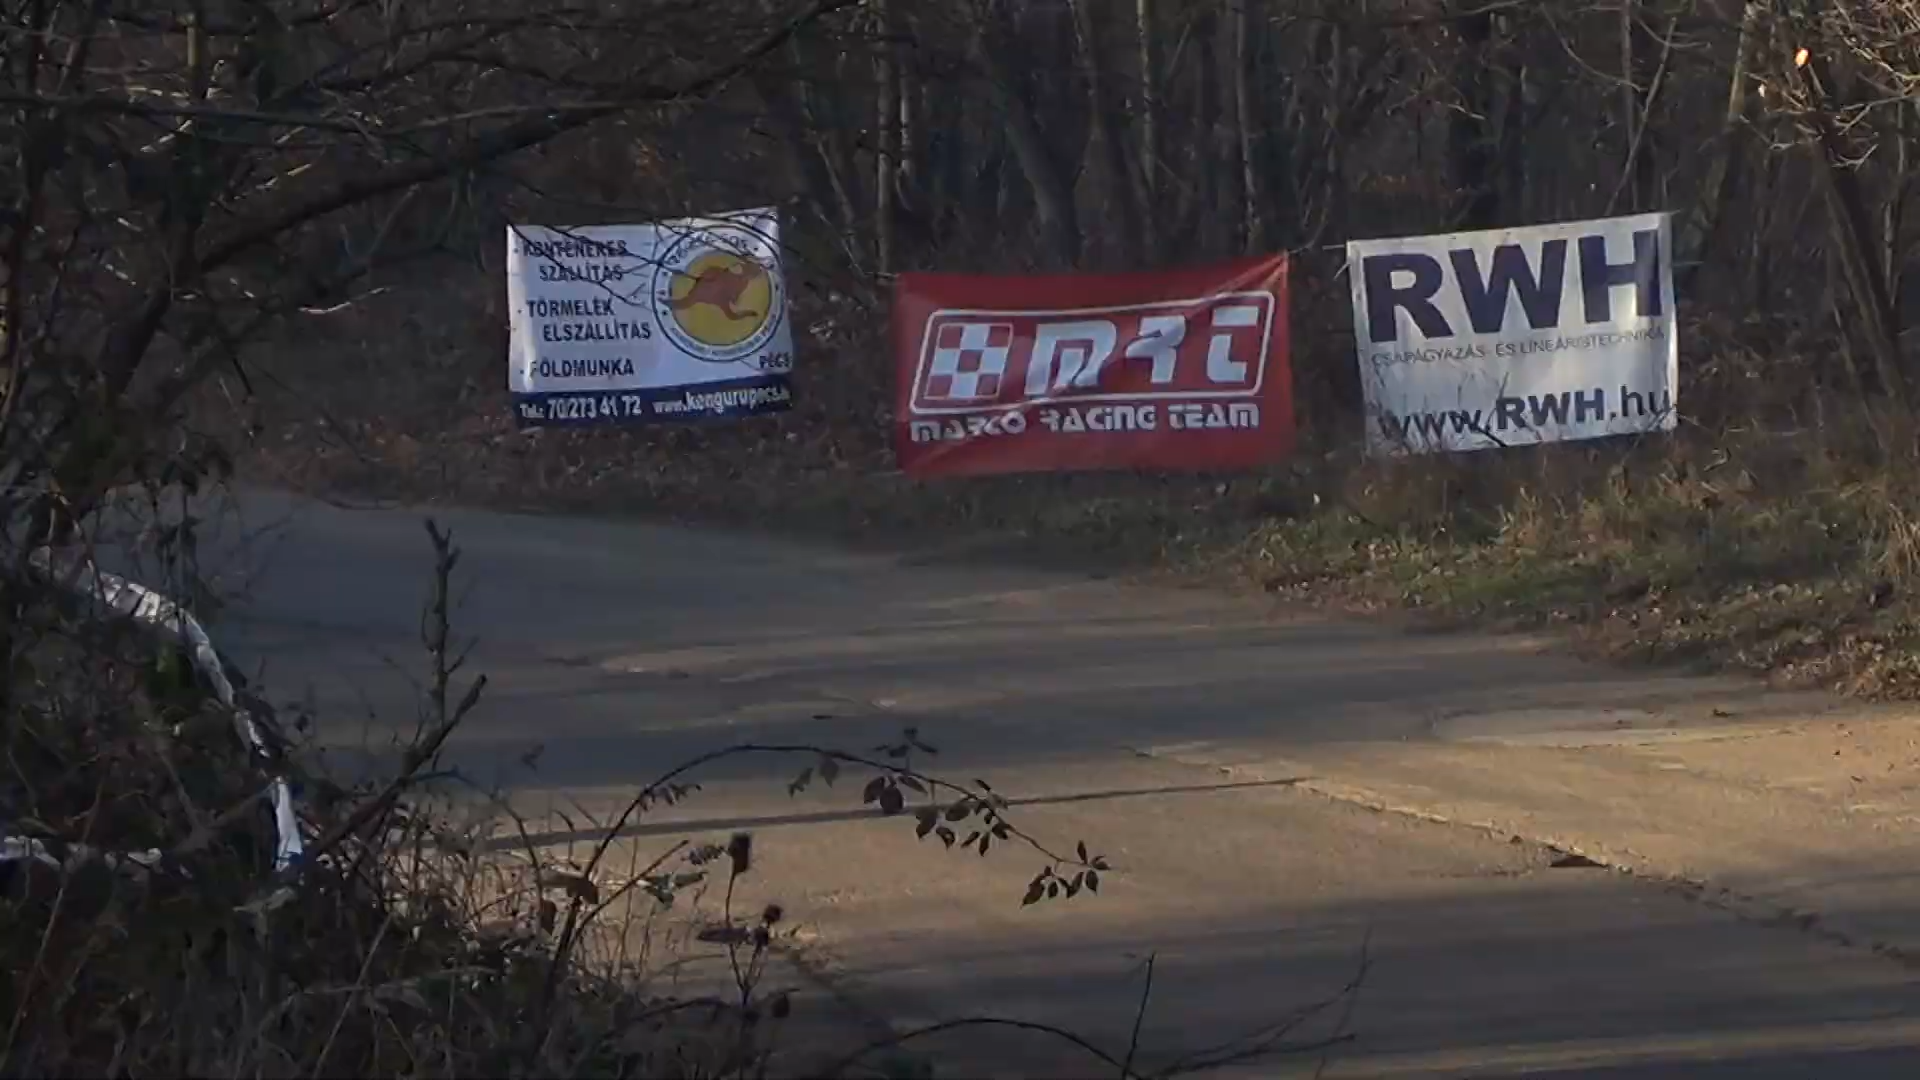 - KONTÉNERES
SZÁLLÍTÁS
- TÖRMELÉK
ELSZÁLLÍTÁS
- FÖLDMUNKA
PÉCS
Tel.: 70/273 41 72 www.kengurupecs.h
MRT
MARCO RACING TEAM
RWH
CSAPÁGYAZÁS- ÉS LINEÁRISTECHNIKA
www.RWH.hu